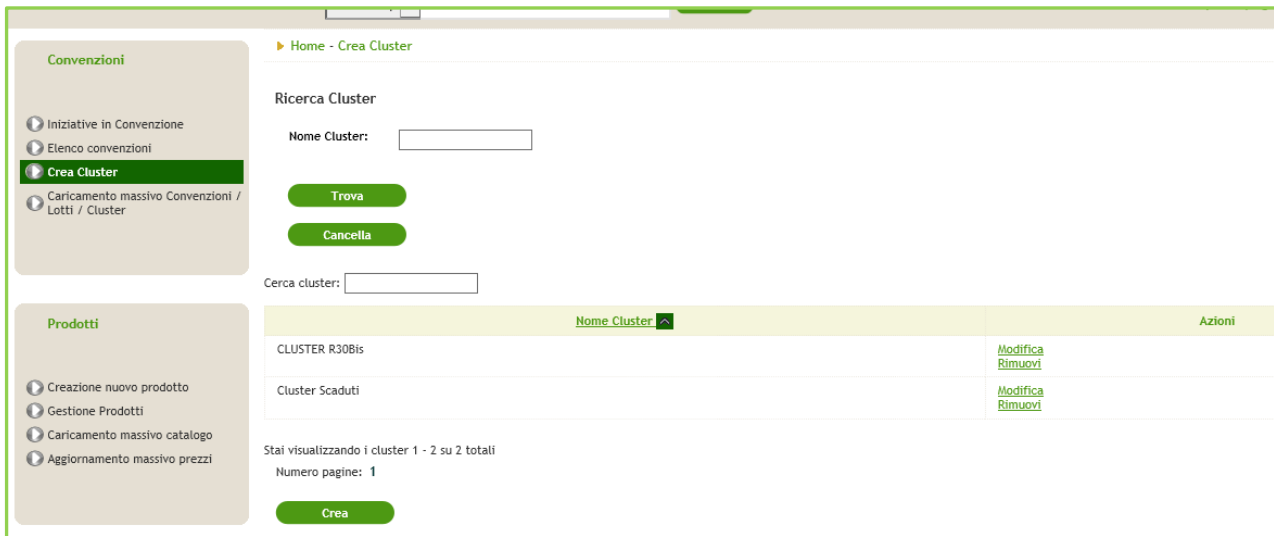 Convenzioni
Iniziative in Convenzione
Elenco convenzioni
Crea Cluster
Caricamento massivo Convenzioni /
Lotti / Cluster
Prodotti
Creazione nuovo prodotto
Gestione Prodotti
Caricamento massivo catalogo
Aggiornamento massivo prezzi
Home - Crea Cluster
Ricerca Cluster
Nome Cluster:
Trova
Cancella
Cerca cluster:
Nome Cluster Azioni
CLUSTER R30Bis Modifica
Rimuovi
Cluster Scaduti Modifica
Rimuovi
Stai visualizzando i cluster 1 - 2 su 2 totali
Numero pagine: 1
Crea